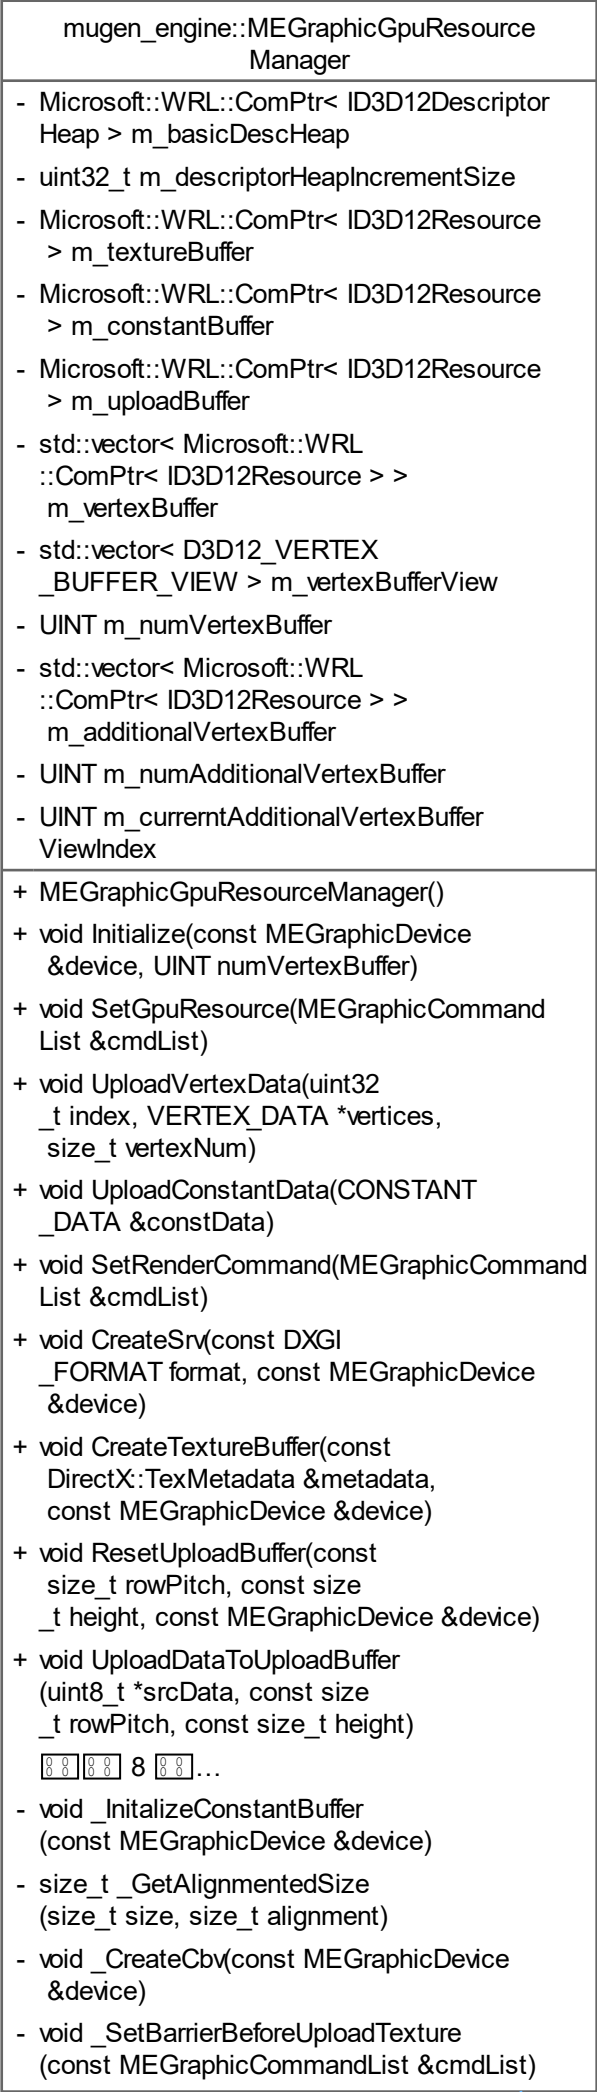 mugen_engine::MEGraphicGpuResource
Manager
- Microsoft::WRL::ComPtr< ID3D12Descriptor
Heap > m_basicDescHeap
- uint32_t m_descriptorHeapIncrementSize
- Microsoft::WRL::ComPtr< ID3D12Resource
> m_textureBuffer
- Microsoft::WRL::ComPtr< ID3D12Resource
> m_constantBuffer
- Microsoft::WRL::ComPtr< ID3D12Resource
> m_uploadBuffer
- std::vector< Microsoft::WRL
::ComPtr< ID3D12Resource > >
m_vertexBuffer
- std::vector< D3D12_VERTEX
_BUFFER_VIEW > m_vertexBufferView
- UINT m_numVertexBuffer
- std::vector< Microsoft::WRL
::ComPtr< ID3D12Resource > >
m_additionalVertexBuffer
- UINT m_numAdditionalVertexBuffer
- UINT m_currerntAdditionalVertexBuffer
ViewIndex
+ MEGraphicGpuResourceManager()
+ void Initialize(const MEGraphicDevice
&device, UINT numVertexBuffer)
+ void SetGpuResource(MEGraphicCommand
List &cmdList)
+ void UploadVertexData(uint32
_t index, VERTEX_DATA *vertices,
size_t vertexNum)
+ void UploadConstantData(CONSTANT
_DATA &constData)
+ void SetRenderCommand(MEGraphicCommand
List &cmdList)
+ void CreateSrv(const DXGI
_FORMAT format, const MEGraphicDevice
&device)
+ void CreateTextureBuffer(const
DirectX::TexMetadata &metadata,
const MEGraphicDevice &device)
+ void ResetUploadBuffer(const
size_t rowPitch, const size
_t height, const MEGraphicDevice &device)
+ void UploadDataToUploadBuffer
(uint8_t *srcData, const size
_t rowPitch, const size_t height)
8 ...
- void _InitalizeConstantBuffer
(const MEGraphicDevice &device)
- size_t _GetAlignmentedSize
(size_t size, size_t alignment)
- void _CreateCbv(const MEGraphicDevice
&device)
- void _SetBarrierBeforeUploadTexture
(const MEGraphicCommandList &cmdList)